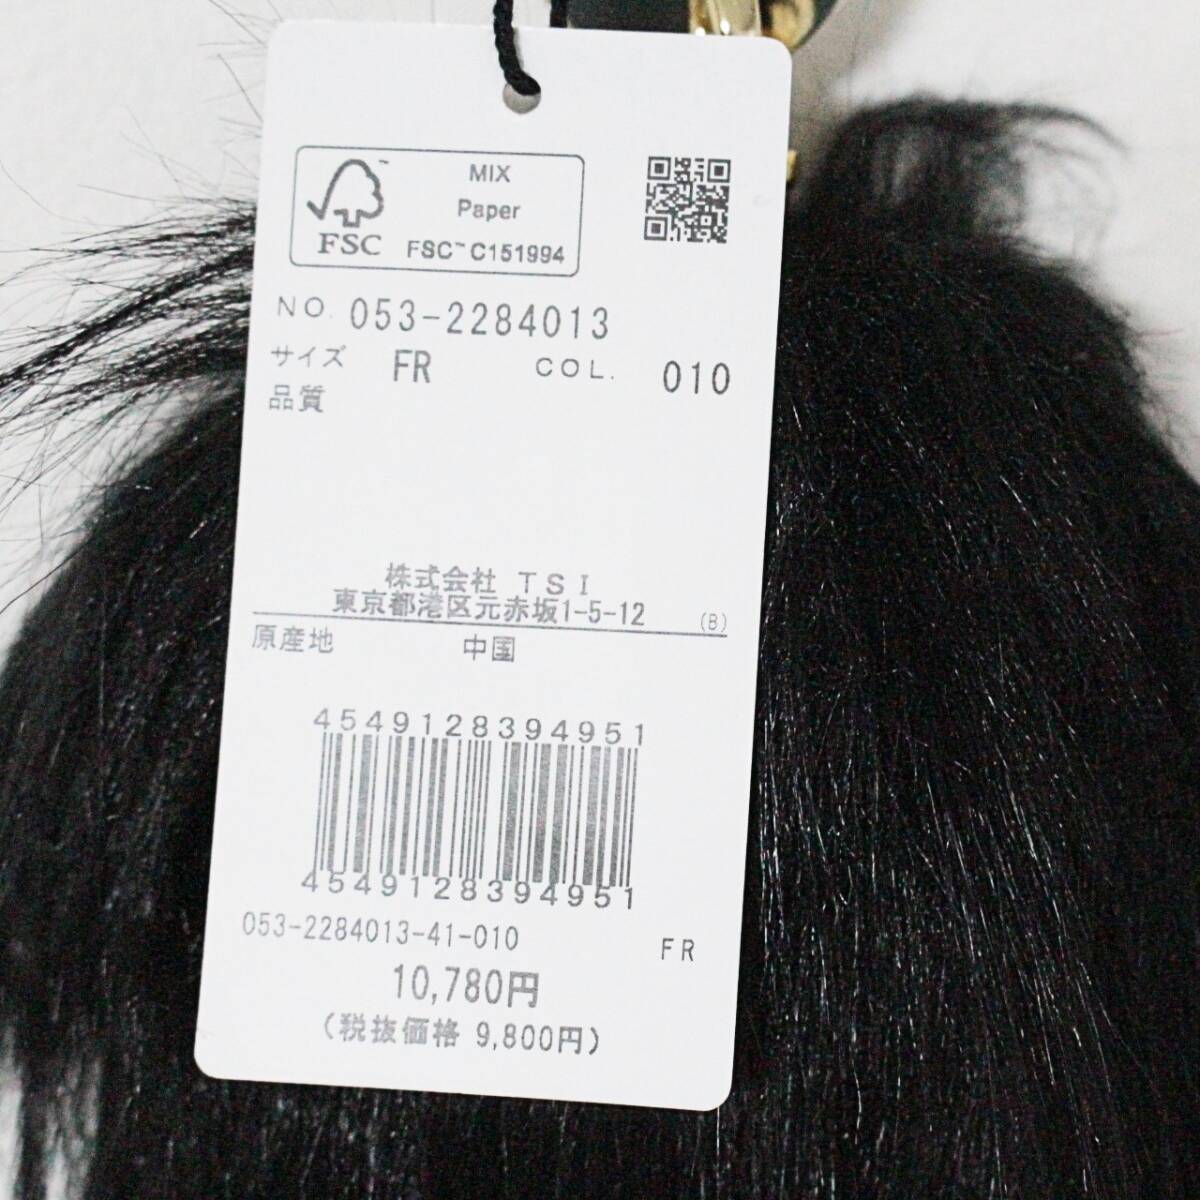 MIX
Paper
FSC™ C151994
FSC
NO. 053-2284013
サイズ FR COL. 010
品質
株式会社 TSI
東京都港区元赤坂1-5-12 (B)
原産地 中国
4549128394951
4549128394951
053-2284013-41-010 FR
10,780円
(税抜価格 9,800円)